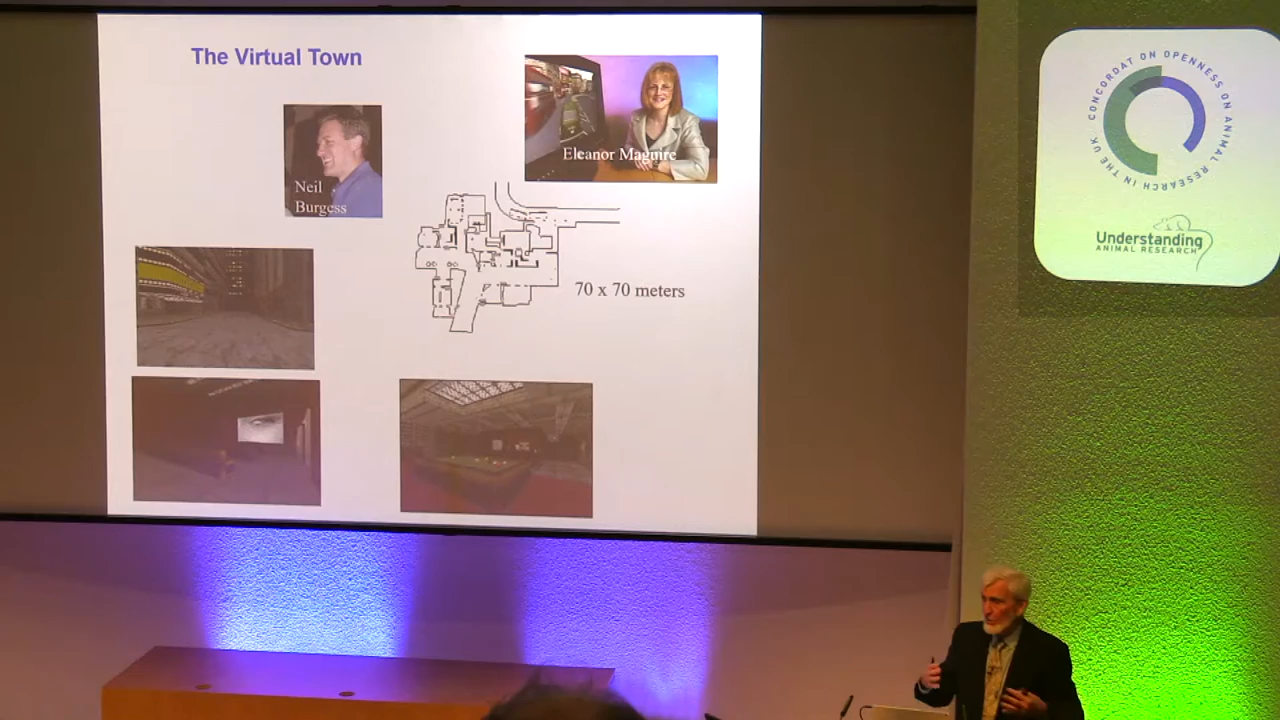 The Virtual Town
Eleanor Maguire
Neil
Burgess
70 x 70 meters
CONCORDAT ON OPENNESS ON ANIMAL RESEARCH IN THE UK
Understanding
ANIMAL RESEARCH